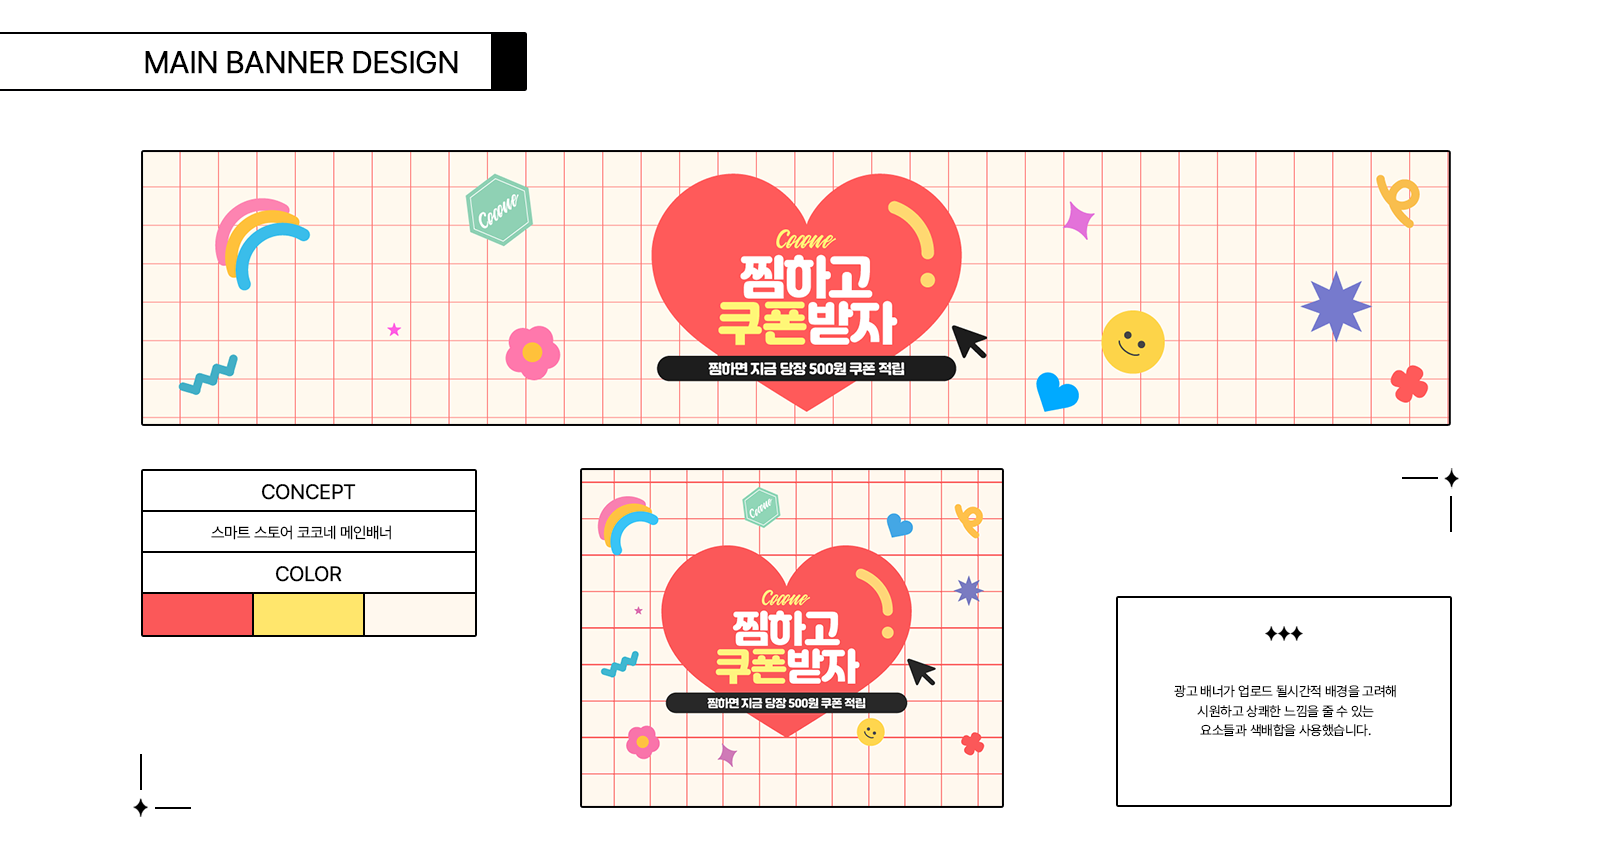 MAIN BANNER DESIGN
Cocone
Cocone
찜하고
쿠폰받자
찜하면 지금 당장 500원 쿠폰 적립
CONCEPT
스마트 스토어 코코네 메인배너
COLOR
Cocone
Cocone
찜하고
쿠폰받자
찜하면 지금 당장 500원 쿠폰 적립
광고 배너가 업로드 될시간적 배경을 고려해
시원하고 상쾌한 느낌을 줄 수 있는
요소들과 색배합을 사용했습니다.